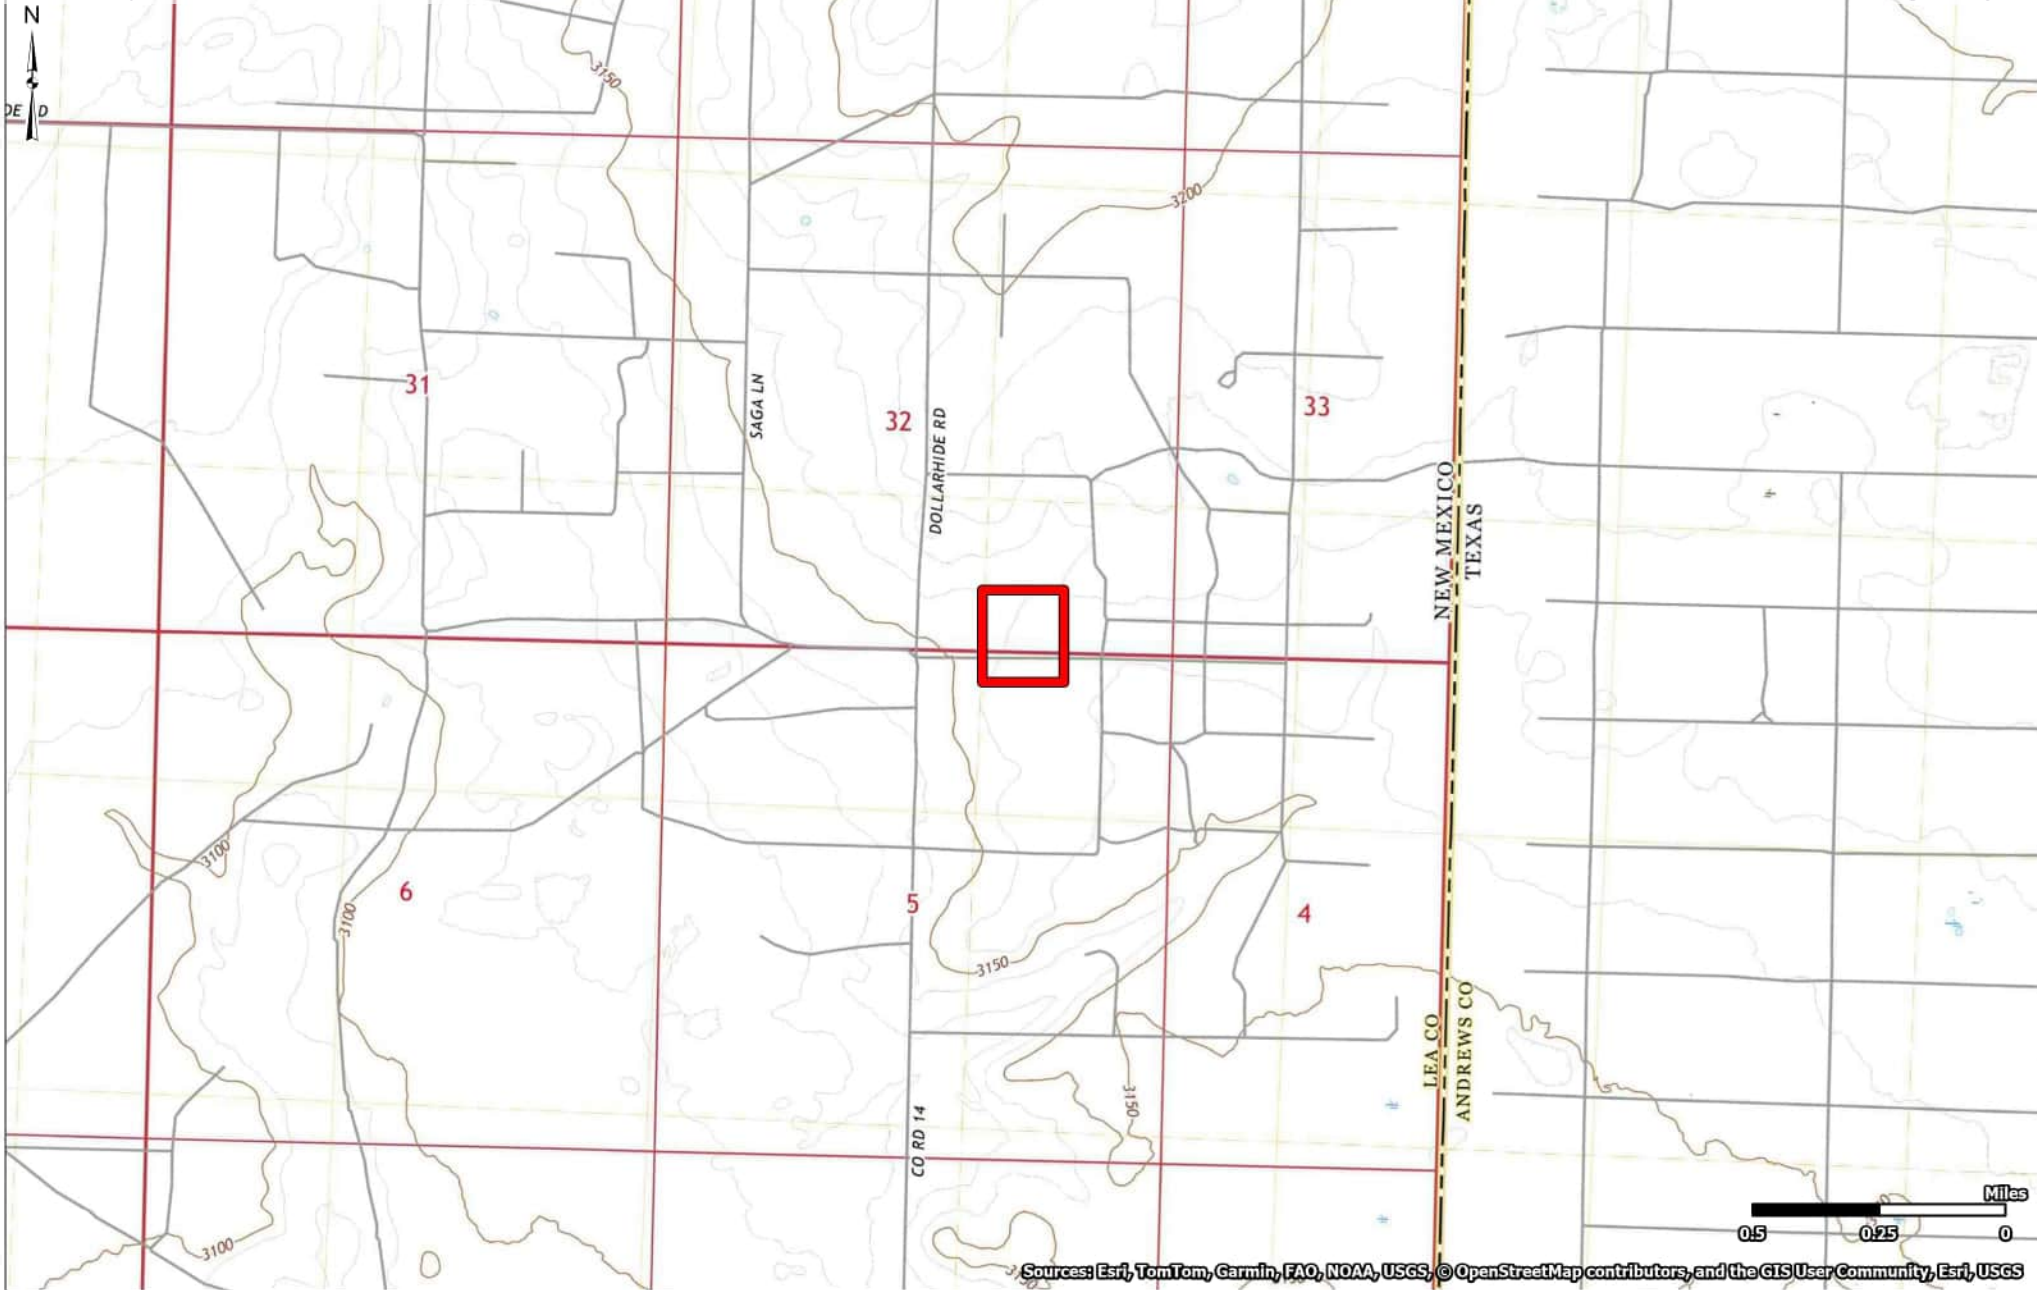 N
DE
D
3150
3200
31
SAGA LN
32
DOLLARHIDE RD
33
NEW MEXICO
TEXAS
3100
6
3100
5
4
3150
LEA CO
ANDREWS CO
3150
CO RD 14
3100
Miles
0.5 0.25 0
Sources: Esri, TomTom, Garmin, FAO, NOAA, USGS, © OpenStreetMap contributors, and the GIS User Community, Esri, USGS